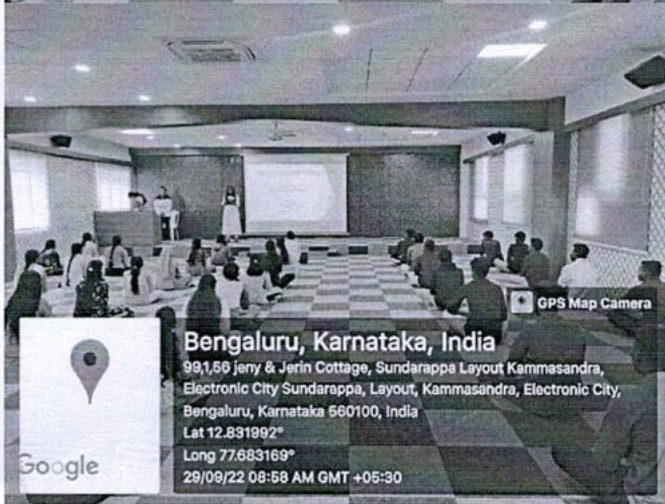 GPS Map Camera
Bengaluru, Karnataka, India
99,1,56 jeny & Jerin Cottage, Sundarappa Layout Kammasandra,
Electronic City Sundarappa, Layout, Kammasandra, Electronic City,
Bengaluru, Karnataka 560100, India
Lat 12.831992°
Long 77.683169°
29/09/22 08:58 AM GMT +05:30
Google